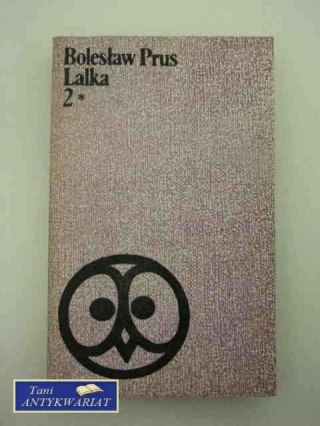 Bolesław Prus
Lalka
2*
Tani
ANTYKWARIAT